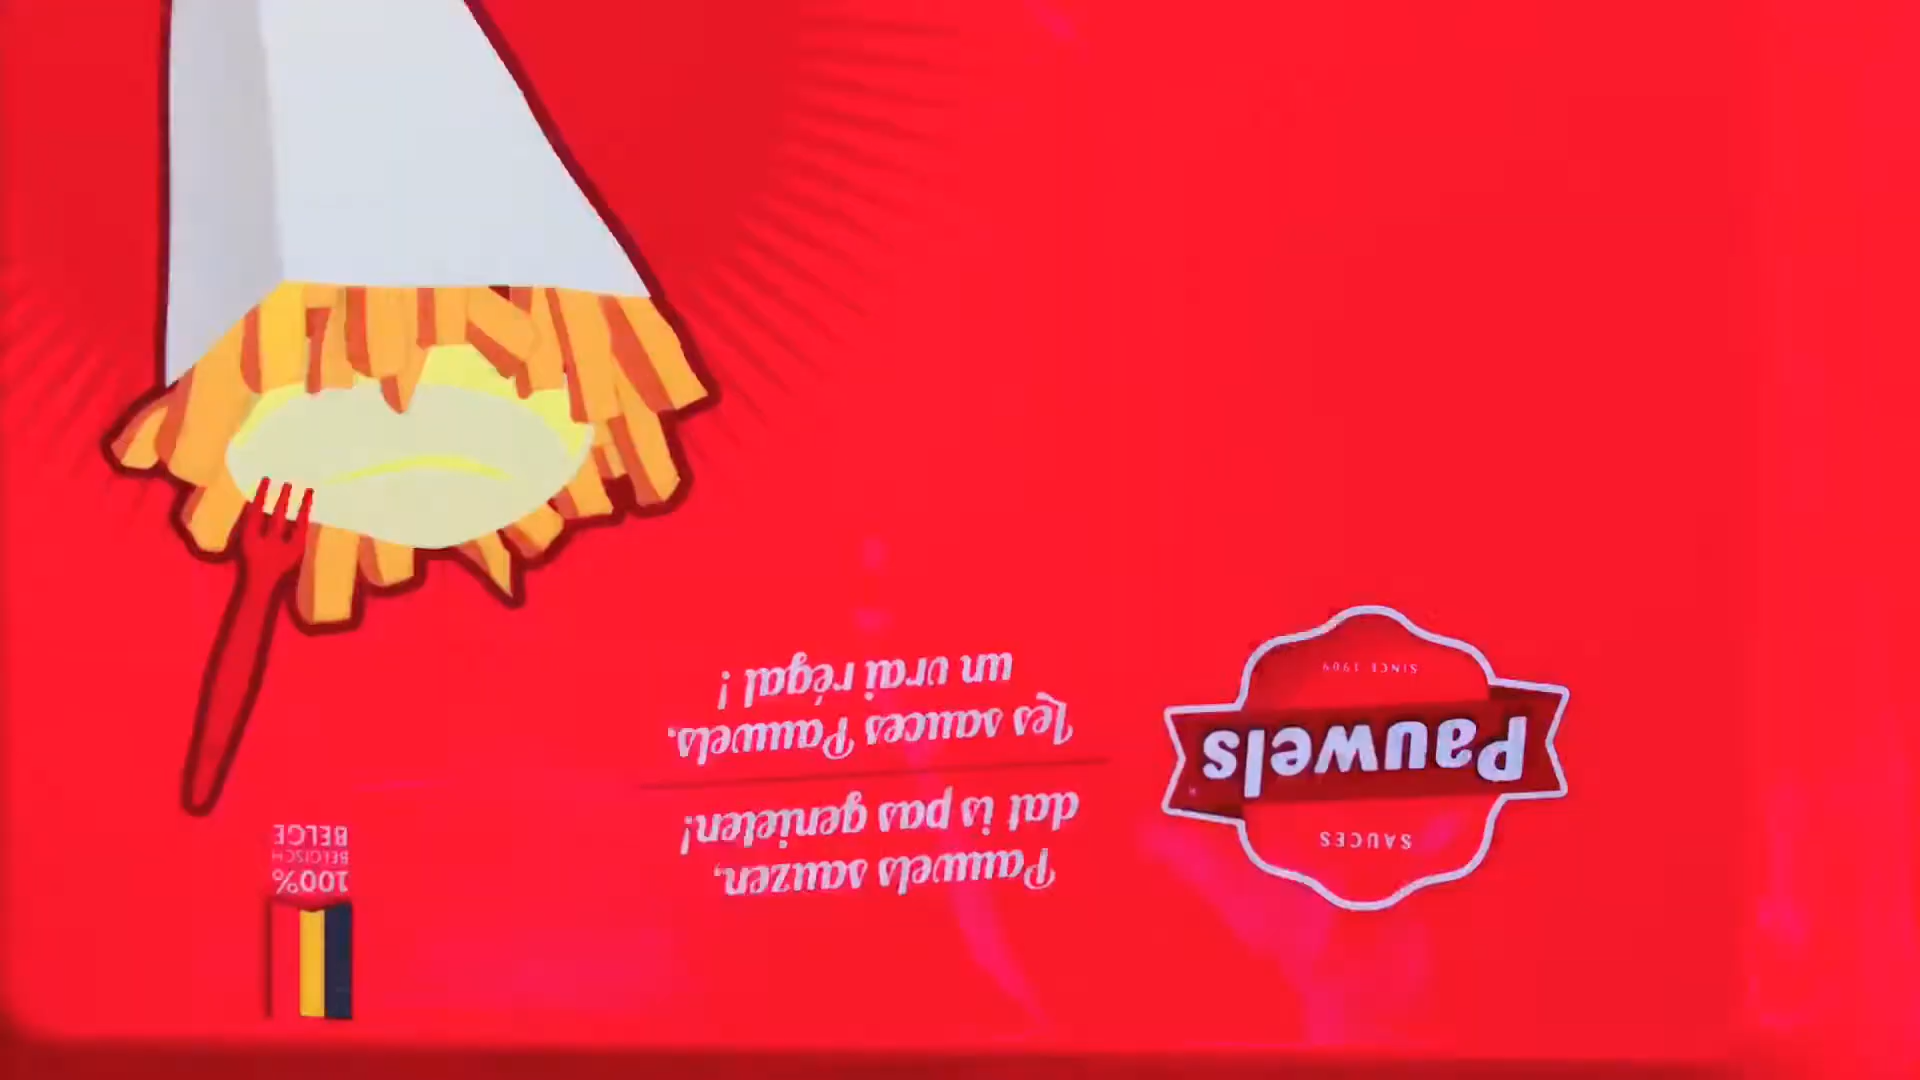 SAUCES
Pauwels
SINCE 1909
Pauwels sauzen,
dat is pas genieten!
Les sauces Pauwels,
un vrai régal !
100%
BELGISCH
BELGE